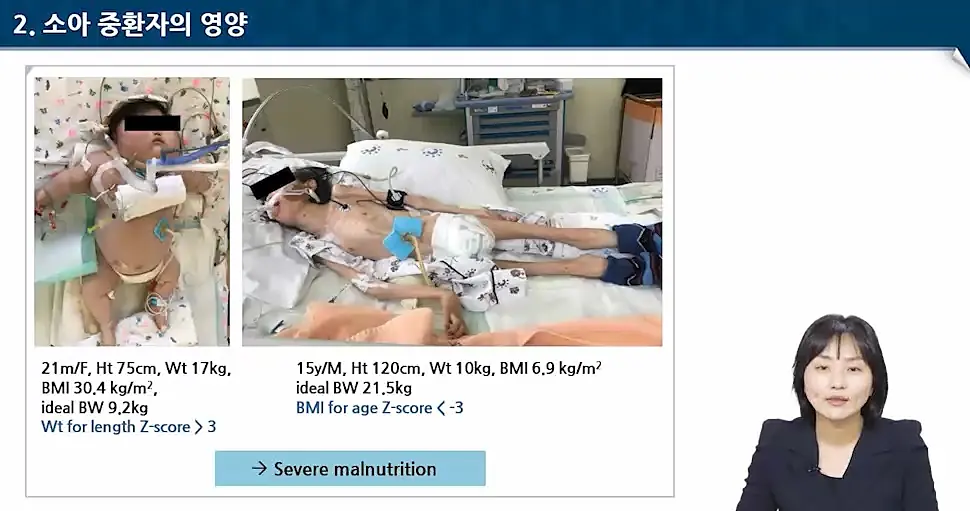 2. 소아 중환자의 영양
21m/F, Ht 75cm, Wt 17kg,
BMI 30.4 kg/m²,
ideal BW 9.2kg
Wt for length Z-score > 3
15y/M, Ht 120cm, Wt 10kg, BMI 6.9 kg/m²
ideal BW 21.5kg
BMI for age Z-score < -3
→ Severe malnutrition